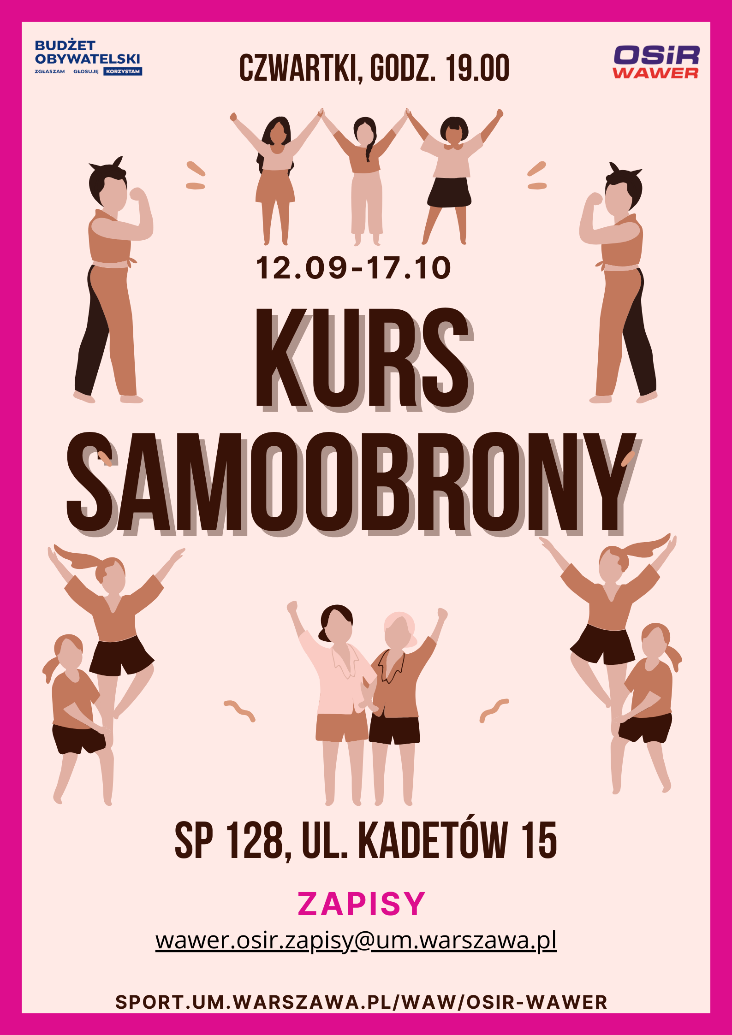 BUDŻET
OBYWATELSKI
ZGŁASZAM GŁOSUJĘ KORZYSTAM
CZWARTKI, GODZ. 19.00
OSiR
WAWER
12.09-17.10
KURS
SAMOOBRONY
SP 128, UL. KADETÓW 15
ZAPISY
wawer.osir.zapisy@um.warszawa.pl
SPORT.UM.WARSZAWA.PL/WAW/OSIR-WAWER